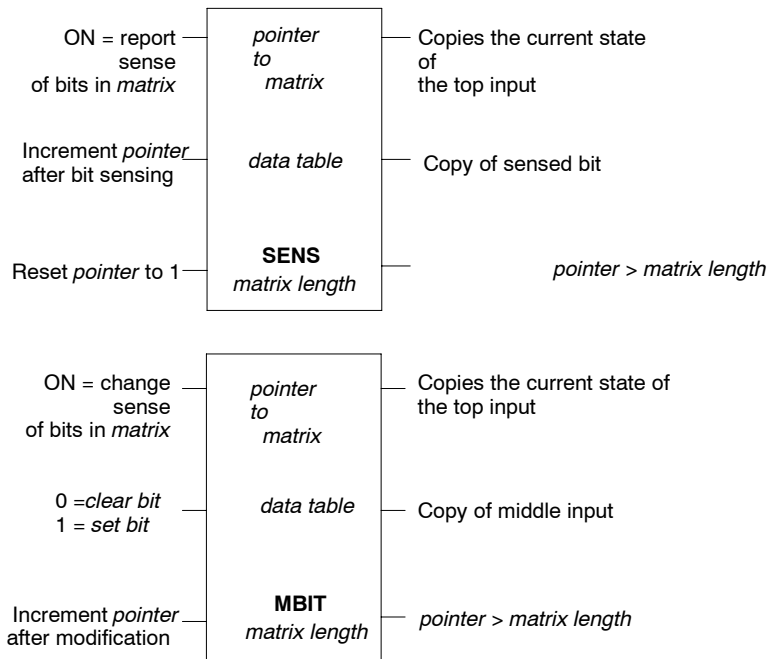 ON = report
sense
of bits in matrix
pointer
to
matrix
Copies the current state
of
the top input
Increment pointer
after bit sensing
data table
Copy of sensed bit
Reset pointer to 1
SENS
matrix length
pointer > matrix length
ON = change
sense
of bits in matrix
pointer
to
matrix
Copies the current state of
the top input
0 =clear bit
1 = set bit
data table
Copy of middle input
Increment pointer
after modification
MBIT
matrix length
pointer > matrix length